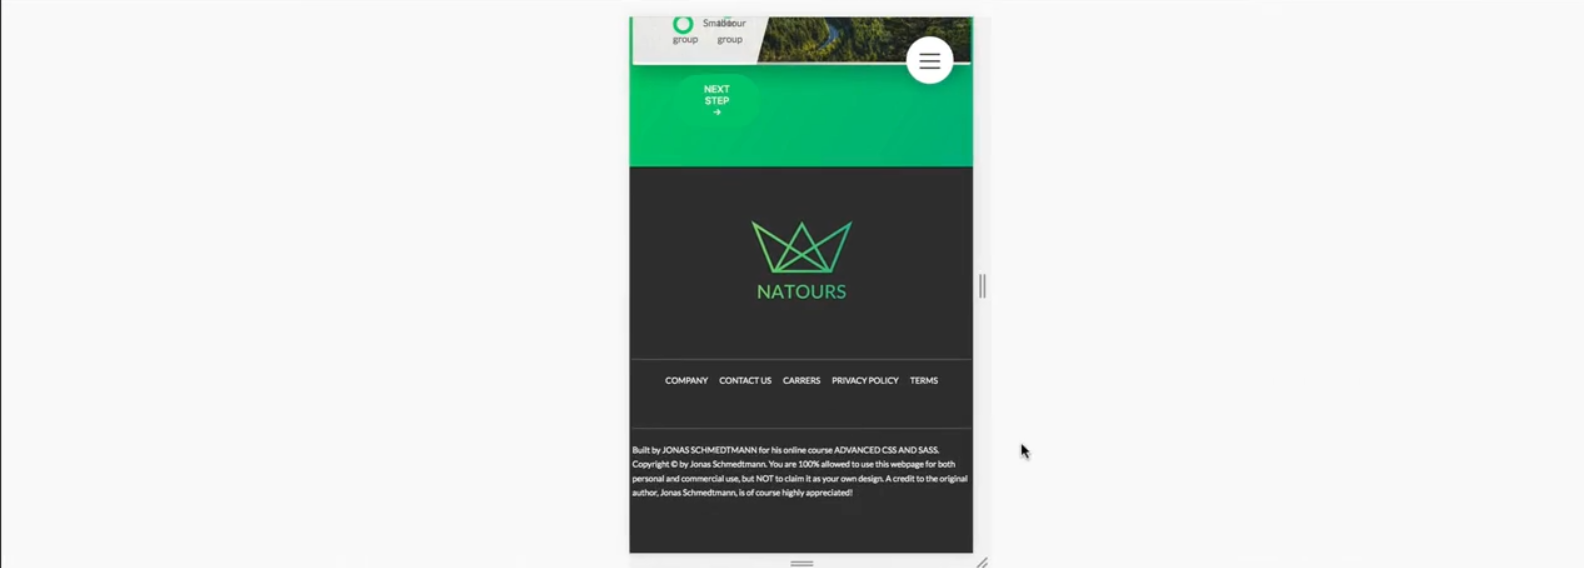 group
group
NEXT
STEP
→
NATOURS
COMPANY CONTACT US CARRERS PRIVACY POLICY TERMS
Built by JONAS SCHMEDTMANN for his online course ADVANCED CSS AND SASS.
Copyright © by Jonas Schmedtmann. You are 100% allowed to use this webpage for both
personal and commercial use, but NOT to claim it as your own design. A credit to the original
author, Jonas Schmedtmann, is of course highly appreciated!